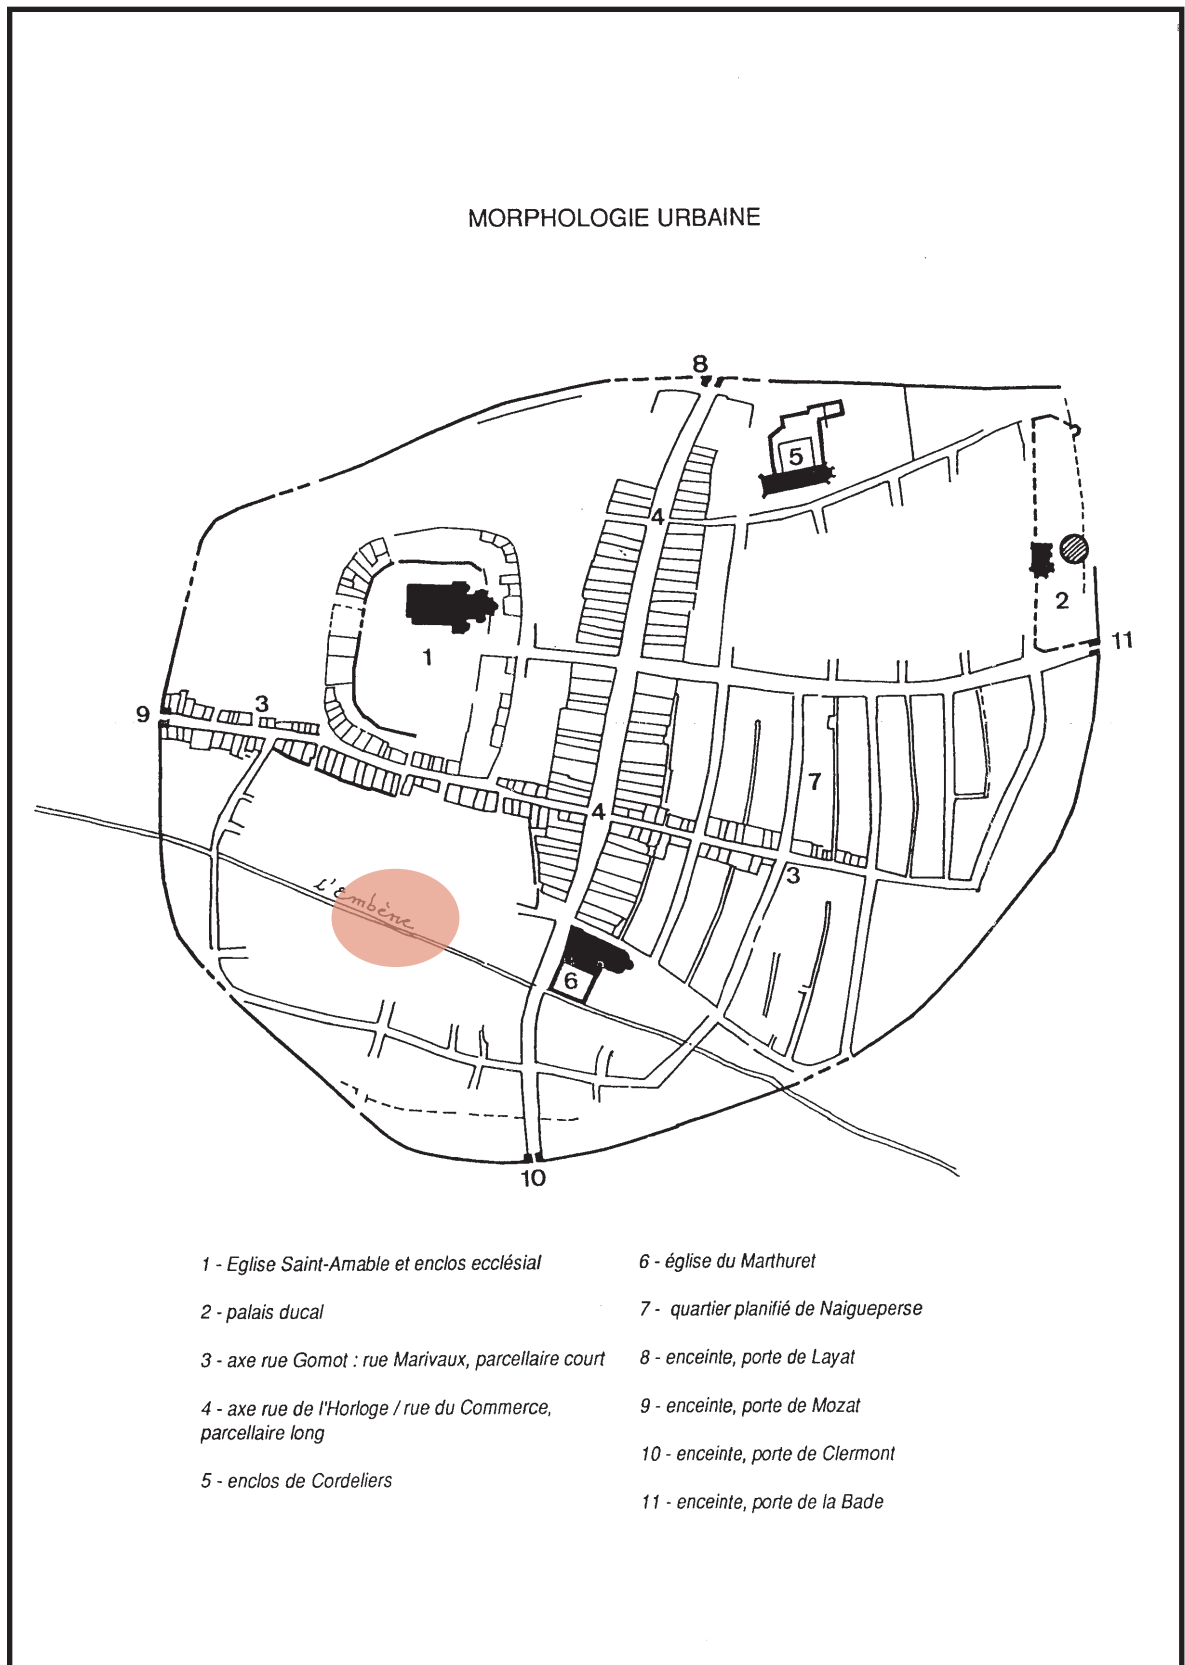 MORPHOLOGIE URBAINE
8
5
4
2
11
1
3
9
7
4
3
L'Embène
6
10
1 - Eglise Saint-Amable et enclos ecclésial
2 - palais ducal
3 - axe rue Gomot : rue Marivaux, parcellaire court
4 - axe rue de l'Horloge / rue du Commerce,
parcellaire long
5 - enclos de Cordeliers
6 - église du Marthuret
7 - quartier planifié de Naigueperse
8 - enceinte, porte de Layat
9 - enceinte, porte de Mozat
10 - enceinte, porte de Clermont
11 - enceinte, porte de la Bade